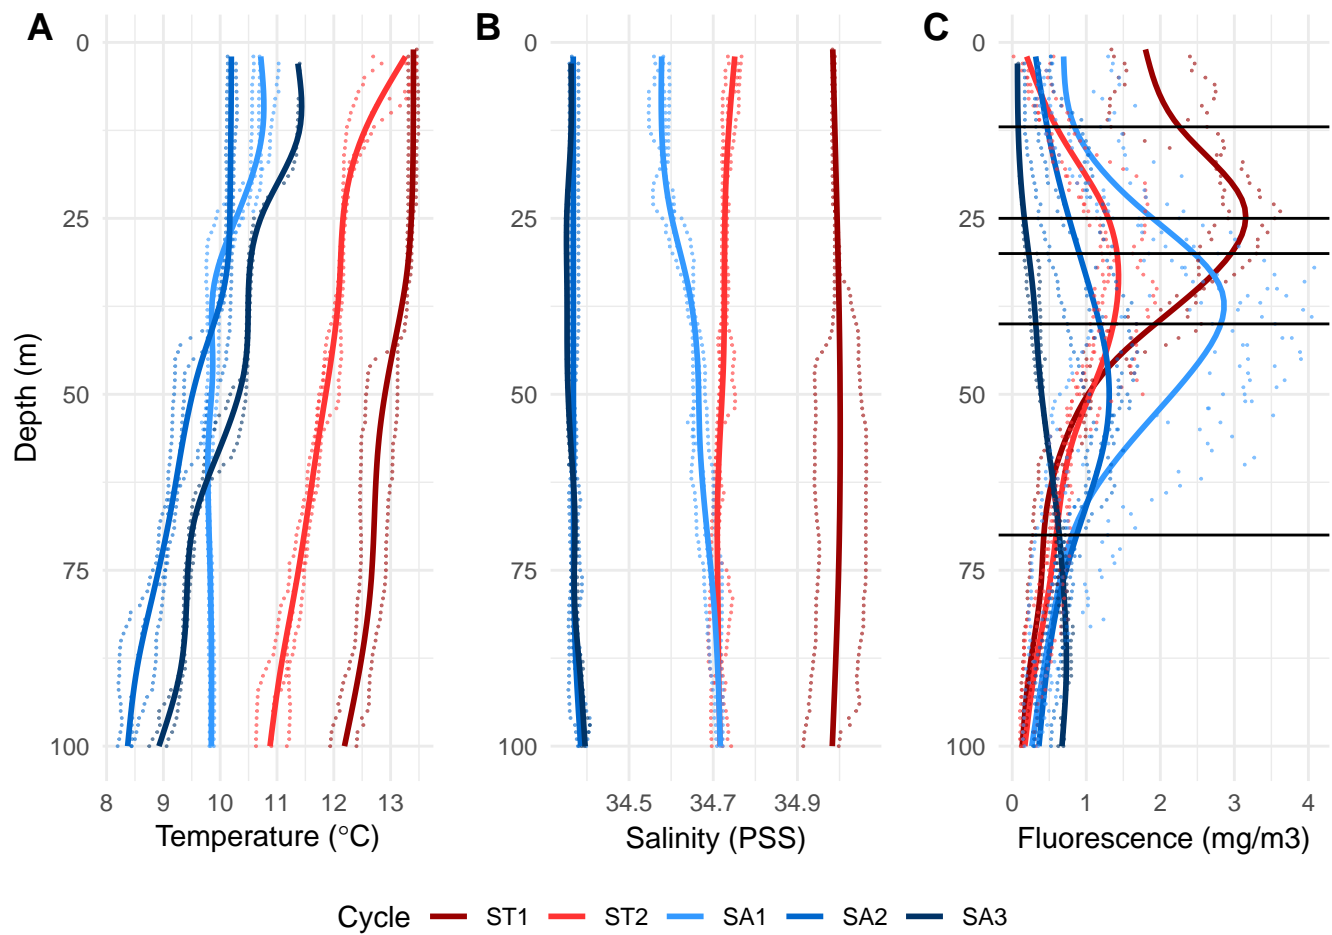 A
B
C
Depth (m)
0
25
50
75
100
8 9 10 11 12 13
Temperature (°C)
0
25
50
75
100
34.5 34.7 34.9
Salinity (PSS)
0
25
50
75
100
0 1 2 3 4
Fluorescence (mg/m3)
Cycle ST1 ST2 SA1 SA2 SA3